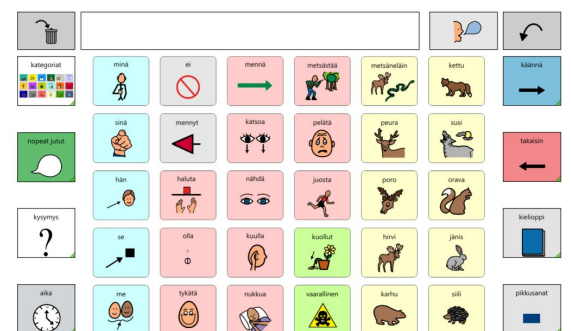 kategoriat
minä
ei
mennä
metsästää
metsäneläin
kettu
käännä
nopeat jutut
sinä
mennyt
katsoa
pelätä
peura
susi
takaisin
hän
haluta
nähdä
juosta
poro
orava
kysymys
se
olla
kuulla
kuollut
hirvi
jänis
kielioppi
aika
me
tykätä
nukkua
vaarallinen
karhu
siili
pikkusanat